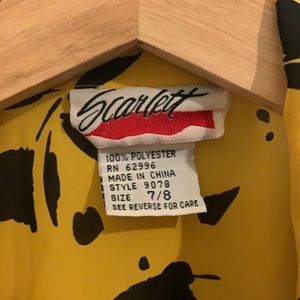 Scarlett
100% POLYESTER
RN 62996
MADE IN CHINA
STYLE 9078
SIZE 7/8
SEE REVERSE FOR CARE